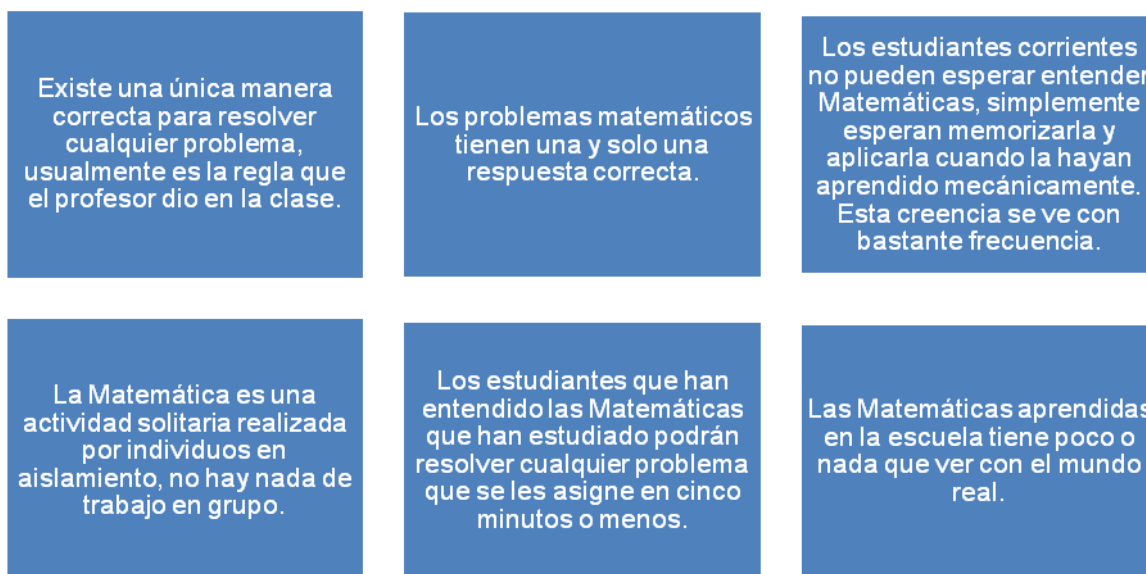 Existe una única manera
correcta para resolver
cualquier problema,
usualmente es la regla que
el profesor dio en la clase.
Los problemas matemáticos
tienen una y solo una
respuesta correcta.
Los estudiantes corrientes
no pueden esperar entender
Matemáticas, simplemente
esperan memorizarla y
aplicarla cuando la hayan
aprendido mecánicamente.
Esta creencia se ve con
bastante frecuencia.
La Matemática es una
actividad solitaria realizada
por individuos en
aislamiento, no hay nada de
trabajo en grupo.
Los estudiantes que han
entendido las Matemáticas
que han estudiado podrán
resolver cualquier problema
que se les asigne en cinco
minutos o menos.
Las Matemáticas aprendidas
en la escuela tiene poco o
nada que ver con el mundo
real.